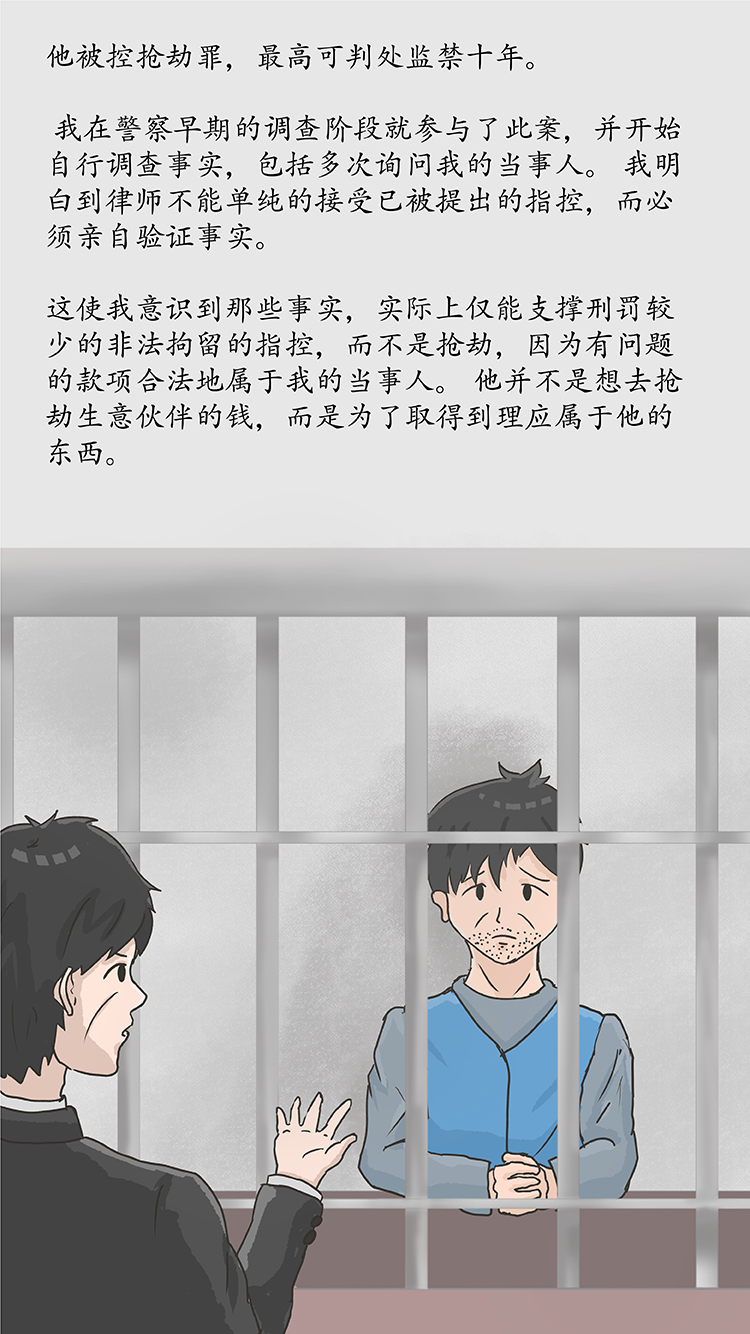 他被控抢劫罪，最高可判处监禁十年。
我在警察早期的调查阶段就参与了此案，并开始
自行调查事实，包括多次询问我的当事人。 我明
白到律师不能单纯的接受已被提出的指控，而必
须亲自验证事实。
这使我意识到那些事实，实际上仅能支撑刑罚较
少的非法拘留的指控，而不是抢劫，因为有问题
的款项合法地属于我的当事人。 他并不是想去抢
劫生意伙伴的钱，而是为了取得到理应属于他的
东西。